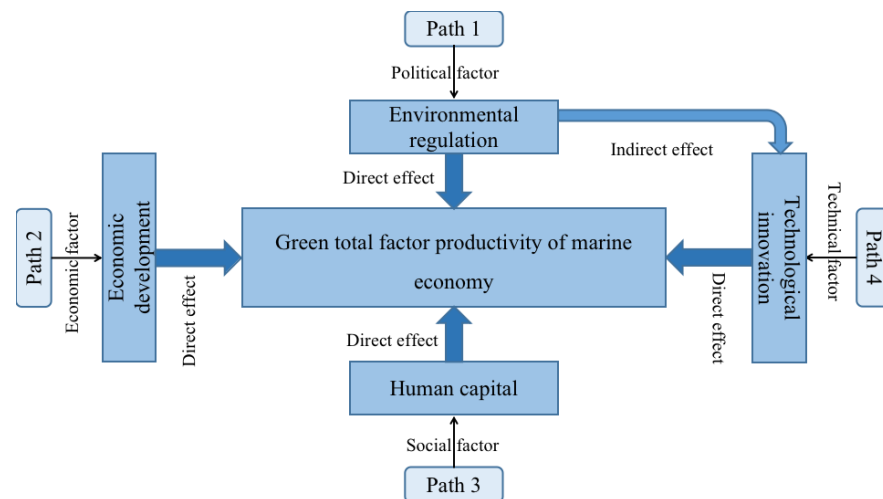 Path 1
Political factor
Environmental
regulation
Indirect effect
Direct effect
Path 2
Economic factor
Economic
development
Direct effect
Green total factor productivity of marine
economy
Direct effect
Technological
innovation
Technical factor
Path 4
Direct effect
Human capital
Social factor
Path 3